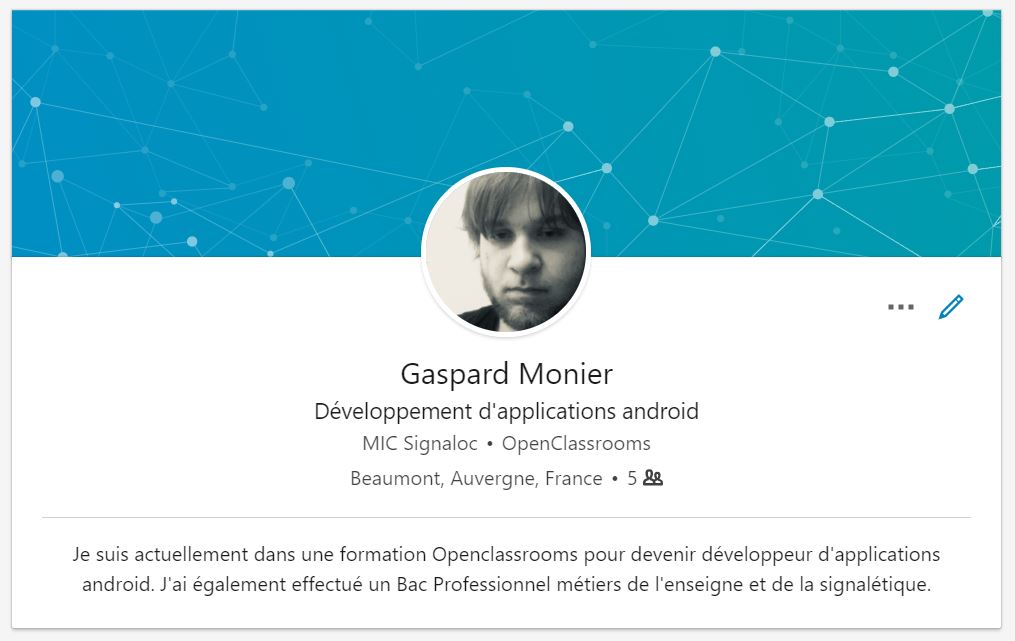 Gaspard Monier
Développement d'applications android
MIC Signaloc • OpenClassrooms
Beaumont, Auvergne, France • 5
Je suis actuellement dans une formation Openclassrooms pour devenir développeur d'applications
android. J'ai également effectué un Bac Professionnel métiers de l'enseigne et de la signalétique.